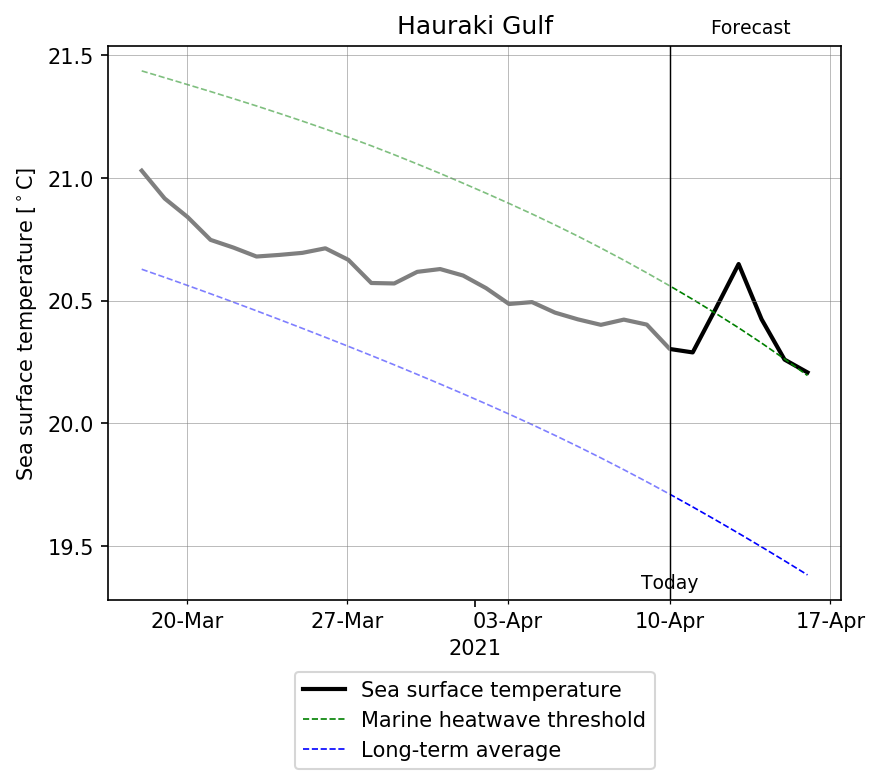 Hauraki Gulf
Forecast
Sea surface temperature [°C]
21.5
21.0
20.5
20.0
19.5
Today
20-Mar 27-Mar 03-Apr 10-Apr 17-Apr
2021
Sea surface temperature
Marine heatwave threshold
Long-term average